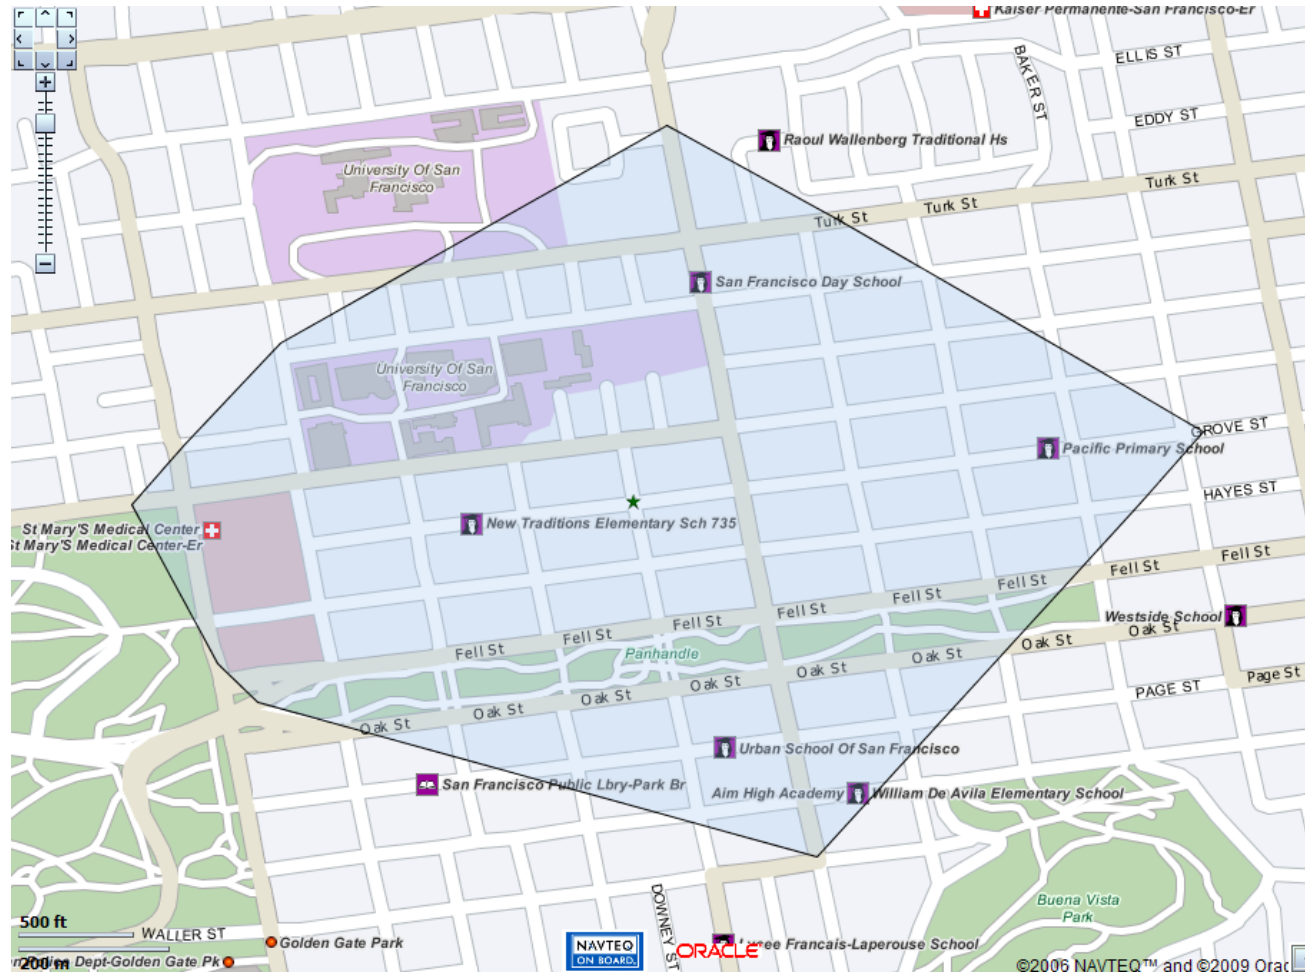 Kaiser Permanente-San Francisco-Er
ELLIS ST
BAKER ST
EDDY ST
Raoul Wallenberg Traditional Hs
University Of San
Francisco
Turk St
Turk St
Turk St
San Francisco Day School
University Of San
Francisco
GROVE ST
Pacific Primary School
HAYES ST
St Mary'S Medical Center
St Mary'S Medical Center-Er
New Traditions Elementary Sch 735
Fell St
Fell St
Fell St
Fell St
Fell St
Fell St
Fell St
Fell St
Westside School
Oak St
Oak St
Panhandle
Oak St
Oak St
Oak St
Oak St
Oak St
Oak St
Page St
PAGE ST
Urban School Of San Francisco
San Francisco Public Lbry-Park Br
Aim High Academy
William De Avila Elementary School
Buena Vista
Park
DOWNEY ST
500 ft
WALLER ST
Golden Gate Park
Francais-Laperouse School
NAVTEQ
ON BOARD
ORACLE
Dept-Golden Gate Pk
200 m
©2006 NAVTEQ™ and ©2009 Orac